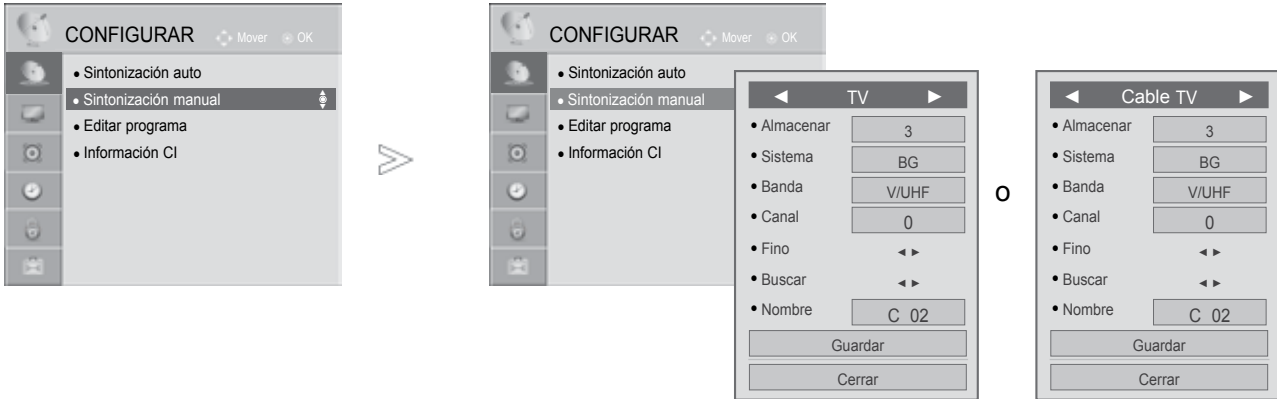 CONFIGURAR Mover OK
• Sintonización auto
• Sintonización manual
• Editar programa
• Información CI
CONFIGURAR Mover OK
• Sintonización auto
• Sintonización manual
• Editar programa
• Información CI
◄ TV ►
• Almacenar 3
• Sistema BG
• Banda V/UHF
• Canal 0
• Fino ◄ ►
• Buscar ◄ ►
• Nombre C 02
Guardar
Cerrar
o
◄ Cable TV ►
• Almacenar 3
• Sistema BG
• Banda V/UHF
• Canal 0
• Fino ◄ ►
• Buscar ◄ ►
• Nombre C 02
Guardar
Cerrar